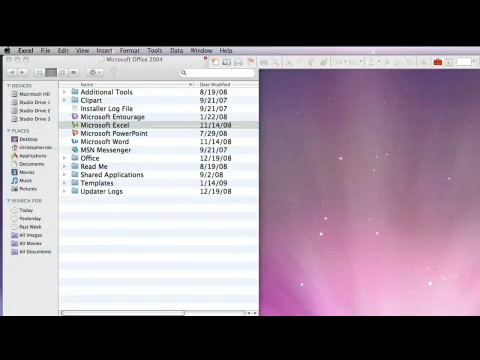 Excel File Edit View Insert Format Tools Data Window Help
Microsoft Office 2004
Name Date Modified
DEVICES
Macintosh HD
Studio Drive 1
Studio Drive 2
Studio Drive 3
PLACES
Desktop
Applications
Documents
Movies
Music
Pictures
SEARCH FOR
Today
Yesterday
Past Week
All Images
All Movies
All Documents
Additional Tools 8/19/08
Clipart 9/21/07
Installer Log File 9/21/07
Microsoft Entourage 1/22/08
Microsoft Excel 11/14/08
Microsoft PowerPoint 7/29/08
Microsoft Word 12/19/08
MSN Messenger 9/21/07
Office 12/19/08
Read Me 8/19/08
Shared Applications 9/2/08
Templates 1/14/09
Updater Logs 12/19/08